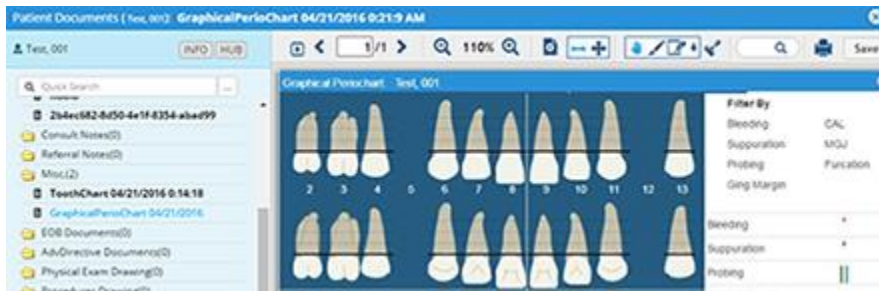 Patient Documents ( Test, 001): GraphicalPerioChart 04/21/2016 0:21:9 AM
Test, 001
INFO
HUB
1/1
110%
Save
Quick Search
...
Graphical Periochart - Test, 001
2b4ec682-8d50-4e1f-8354-abad99
Consult Notes(0)
Referral Notes(0)
Misc(2)
ToothChart 04/21/2016 0:14:18
GraphicalPerioChart 04/21/2016
EOB Documents(0)
AdvDirective Documents(0)
Physical Exam Drawing(0)
2 3 4 5 6 7 8 9 10 11 12 13
Filter By
Bleeding CAL
Suppuration MGJ
Probing Furcation
Ging Margin
Bleeding *
Suppuration *
Probing ||